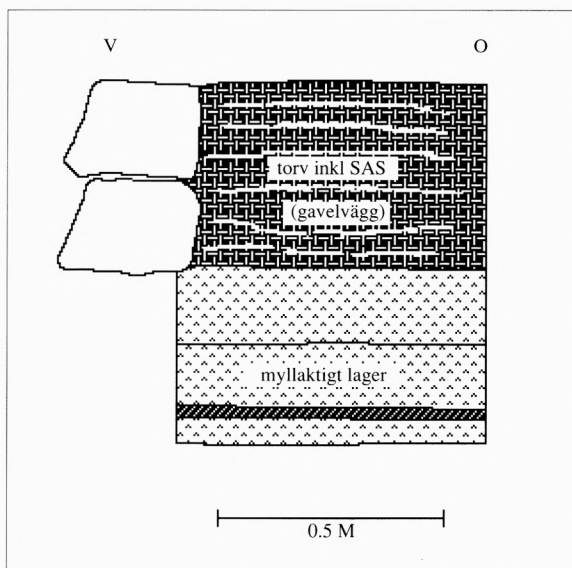 V O
torv inkl SAS
(gavelvägg)
myllaktigt lager
0.5 M